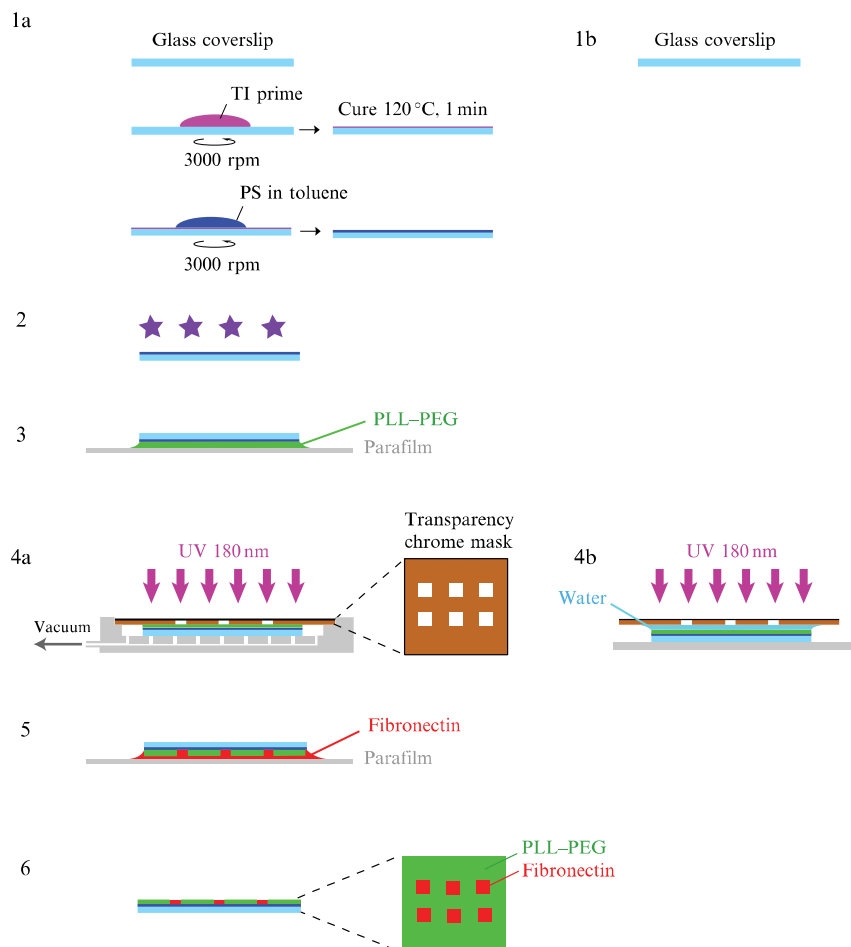 1a
Glass coverslip
TI prime
Cure 120 °C, 1 min
3000 rpm
PS in toluene
3000 rpm
1b
Glass coverslip
2
3
PLL–PEG
Parafilm
4a
UV 180 nm
Transparency
chrome mask
Vacuum
4b
UV 180 nm
Water
5
Fibronectin
Parafilm
6
PLL–PEG
Fibronectin